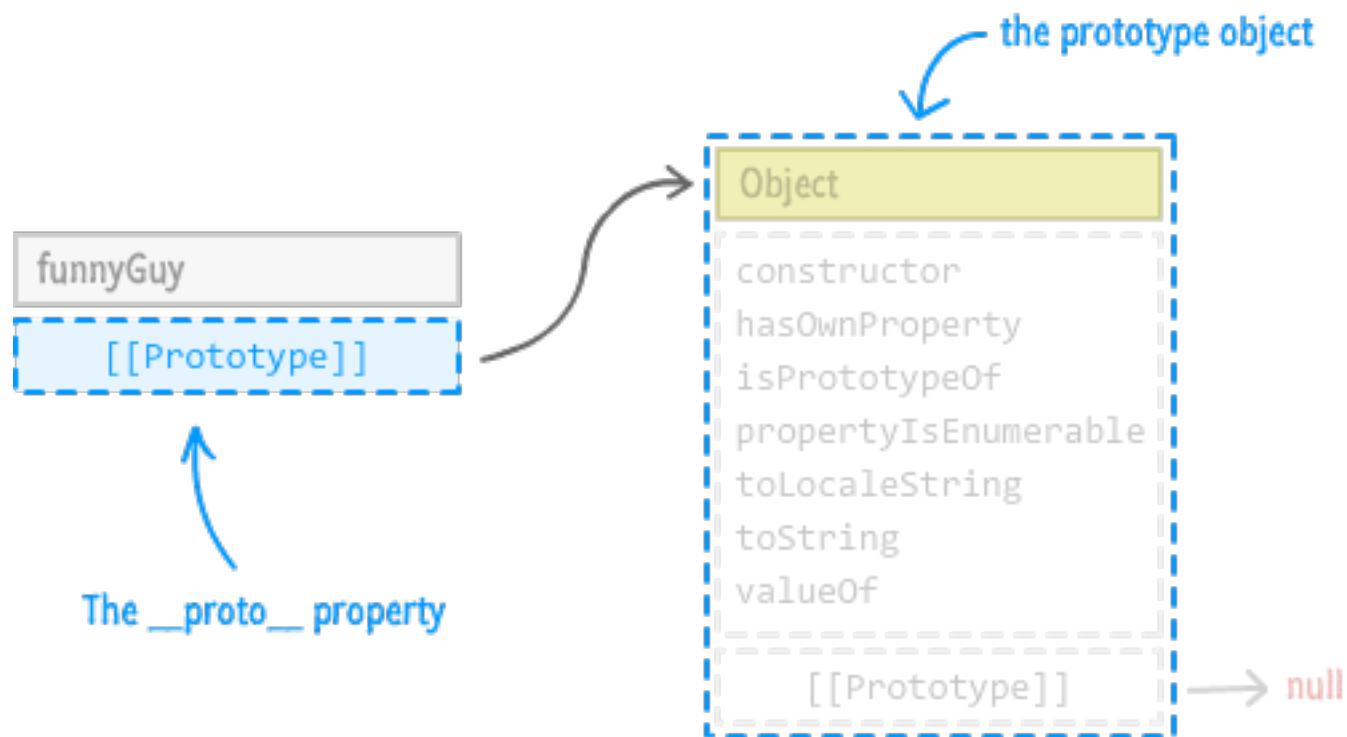 the prototype object
Object
funnyGuy
constructor
[[Prototype]]
hasOwnProperty
isPrototypeOf
propertyIsEnumerable
toLocaleString
toString
valueOf
The __proto__ property
[[Prototype]]
null